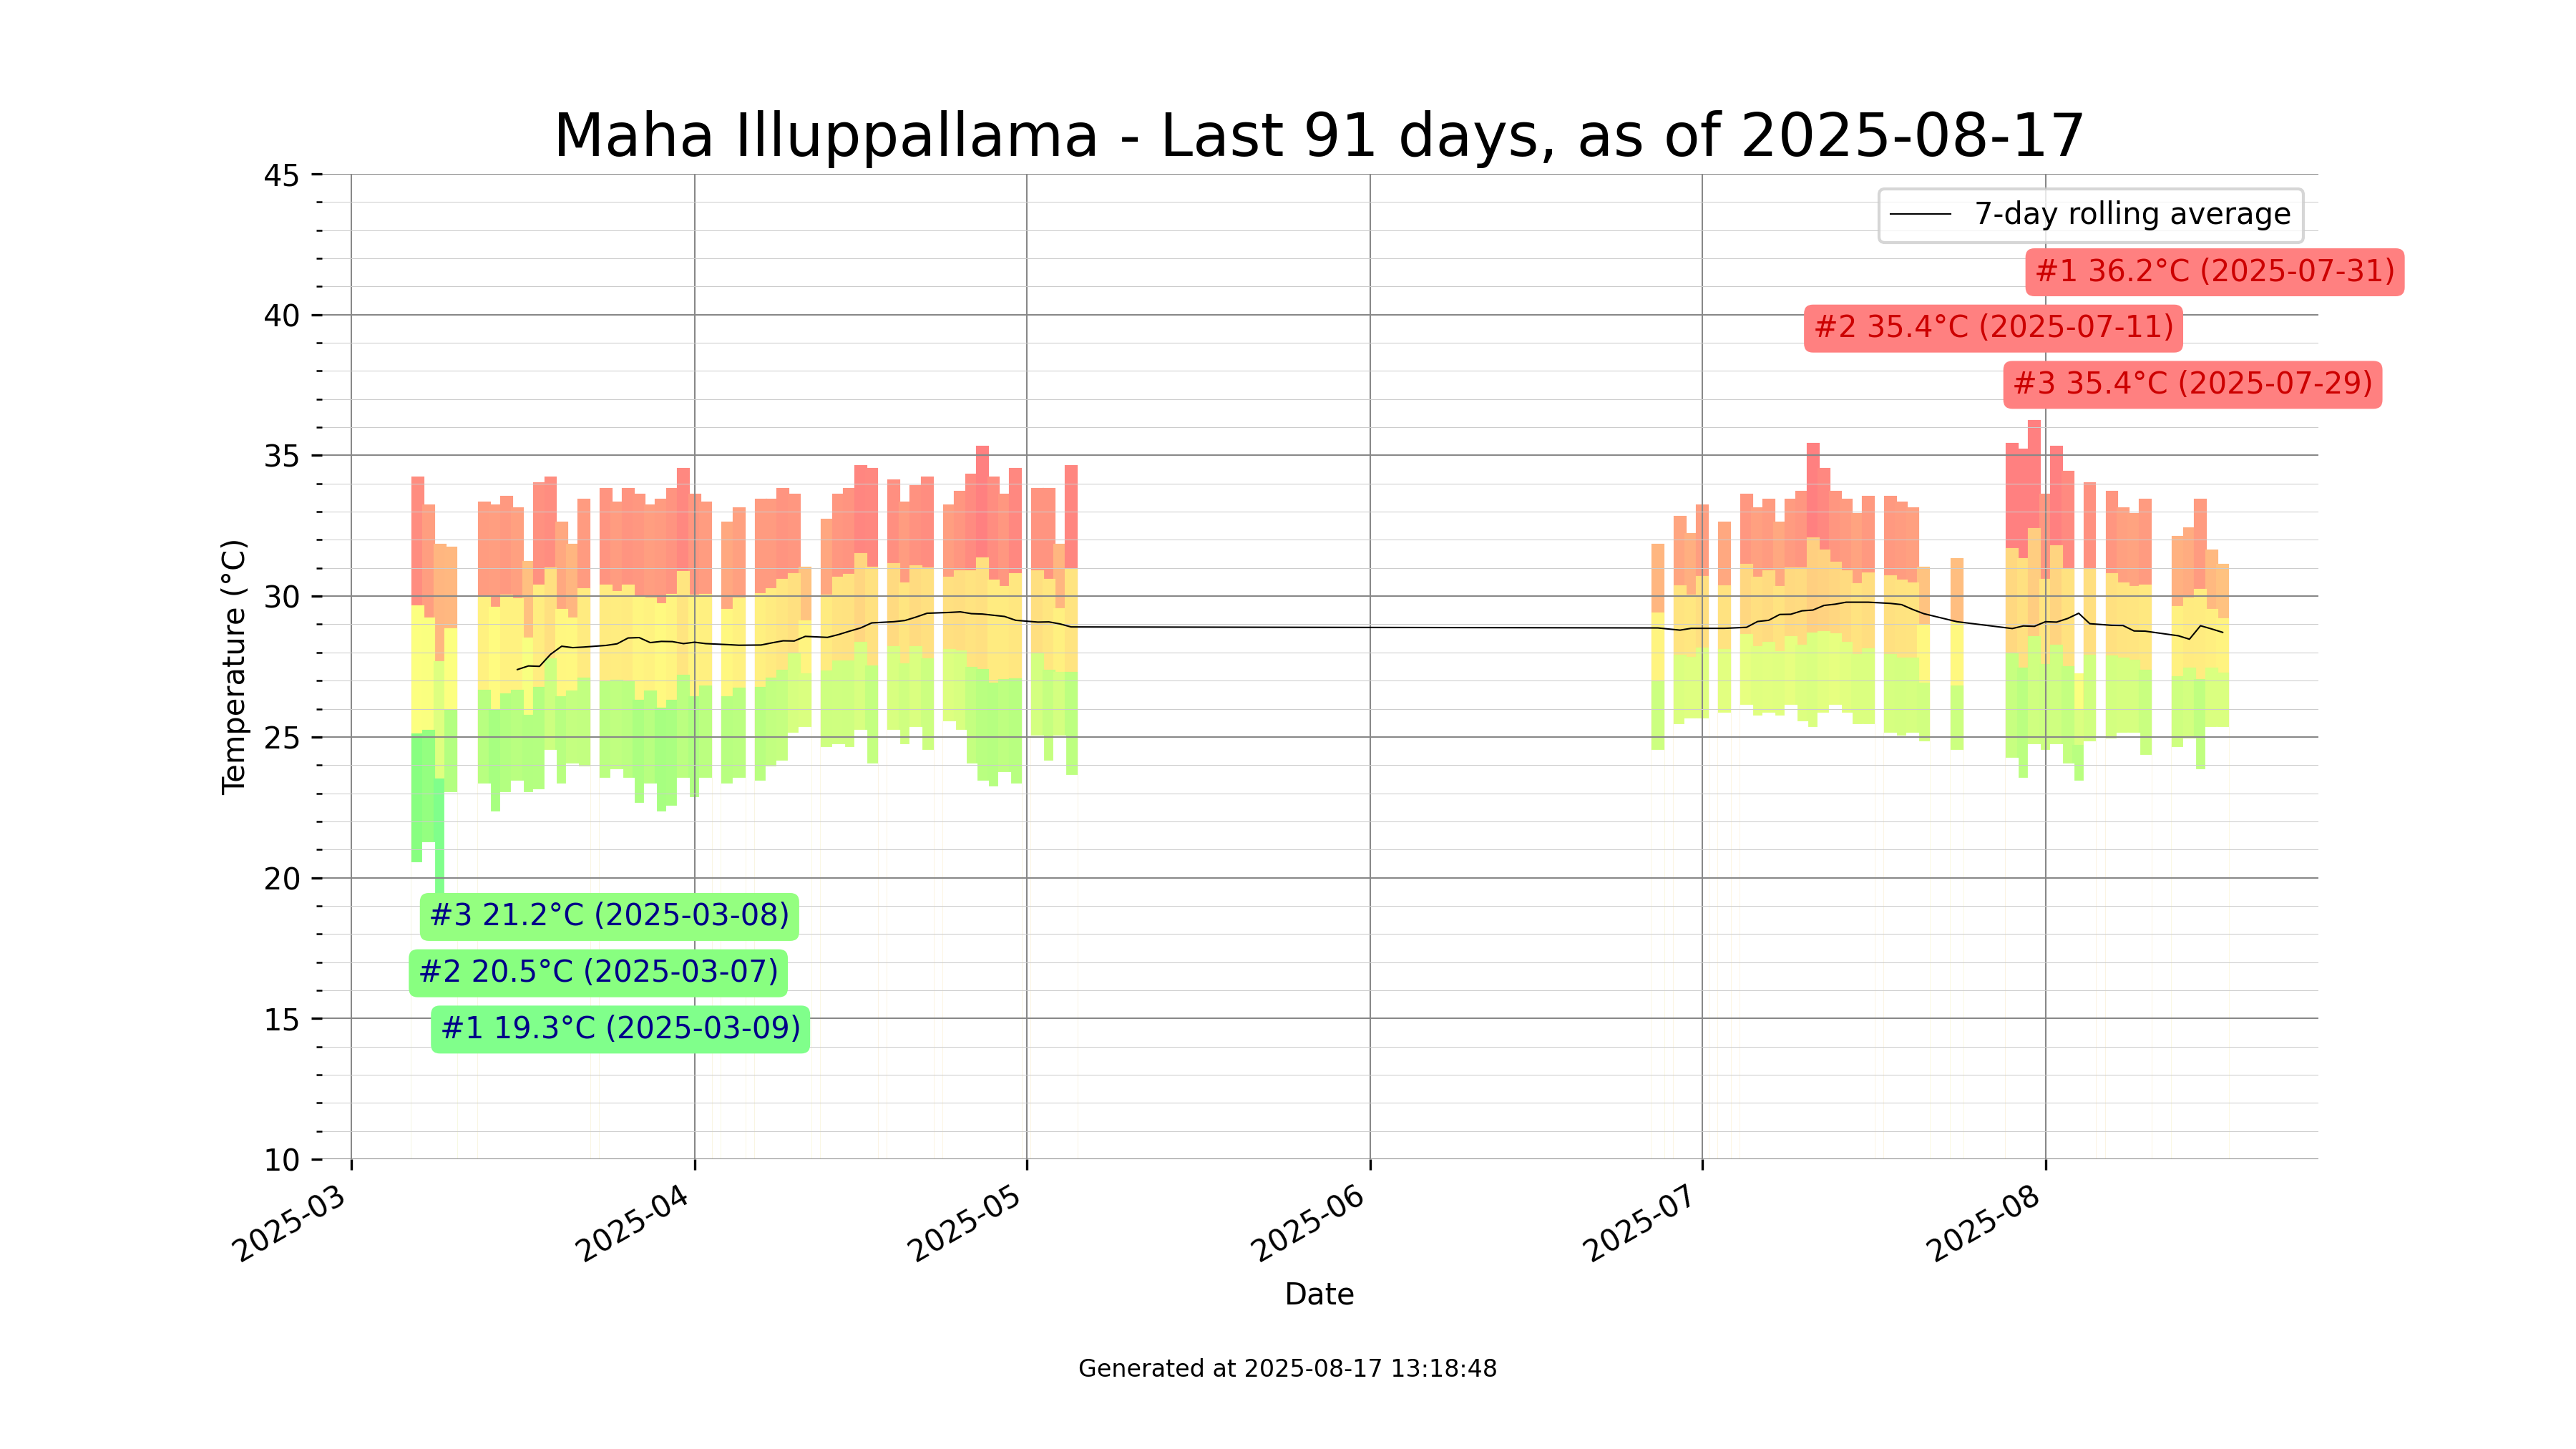 Maha Illuppallama - Last 91 days, as of 2025-08-17
7-day rolling average
#1 36.2°C (2025-07-31)
#2 35.4°C (2025-07-11)
#3 35.4°C (2025-07-29)
#3 21.2°C (2025-03-08)
#2 20.5°C (2025-03-07)
#1 19.3°C (2025-03-09)
Temperature (°C)
45
40
35
30
25
20
15
10
2025-03
2025-04
2025-05
2025-06
2025-07
2025-08
Date
Generated at 2025-08-17 13:18:48